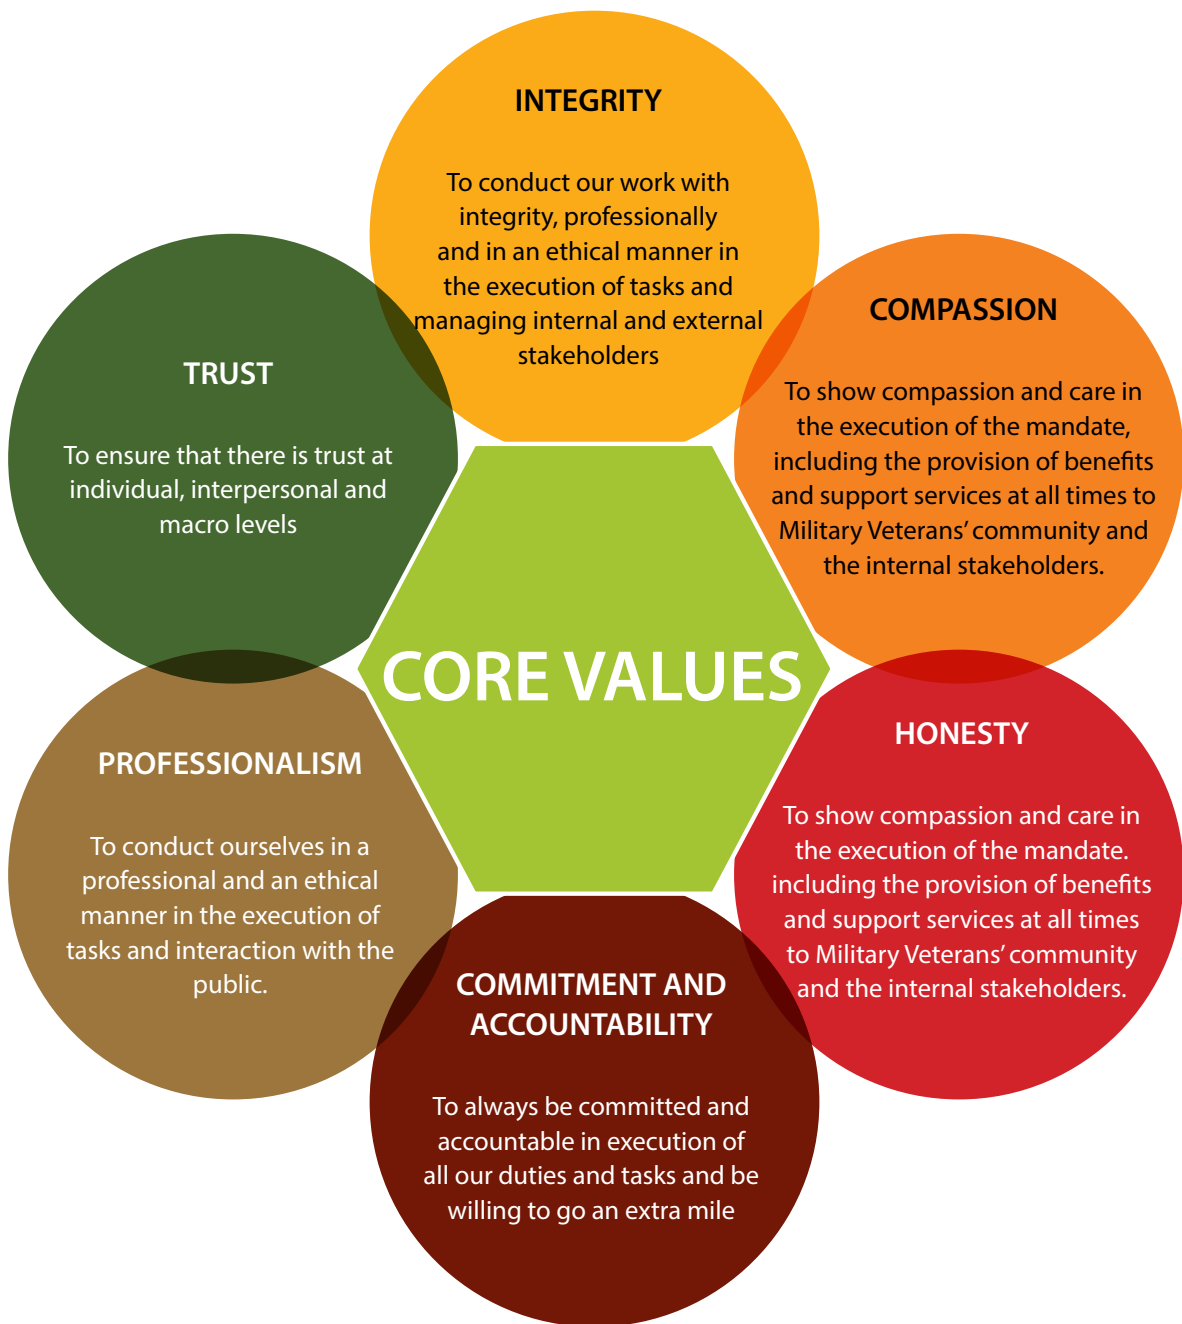 INTEGRITY
To conduct our work with
integrity, professionally
and in an ethical manner in
the execution of tasks and
managing internal and external
stakeholders
COMPASSION
To show compassion and care in
the execution of the mandate,
including the provision of benefits
and support services at all times to
Military Veterans’ community and
the internal stakeholders.
TRUST
To ensure that there is trust at
individual, interpersonal and
macro levels
CORE VALUES
HONESTY
To show compassion and care in
the execution of the mandate.
including the provision of benefits
and support services at all times
to Military Veterans’ community
and the internal stakeholders.
PROFESSIONALISM
To conduct ourselves in a
professional and an ethical
manner in the execution of
tasks and interaction with the
public.
COMMITMENT AND
ACCOUNTABILITY
To always be committed and
accountable in execution of
all our duties and tasks and be
willing to go an extra mile